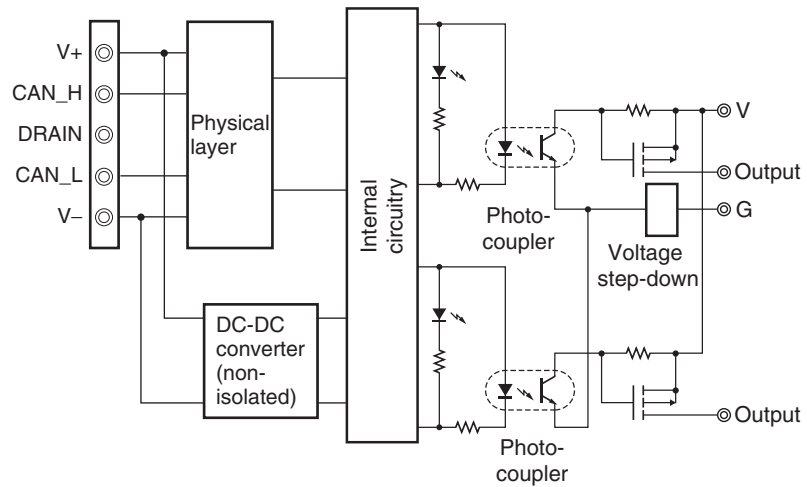 V+
CAN_H
DRAIN
CAN_L
V–
Physical
layer
DC-DC
converter
(non-
isolated)
Internal
circuitry
Photo-
coupler
Photo-
coupler
V
Output
G
Voltage
step-down
Output